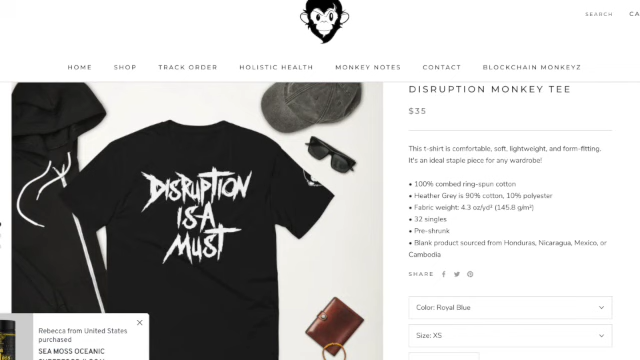 SEARCH
CA
HOME
SHOP
TRACK ORDER
HOLISTIC HEALTH
MONKEY NOTES
CONTACT
BLOCKCHAIN MONKEYZ
DISRUPTION MONKEY TEE
$35
This t-shirt is comfortable, soft, lightweight, and form-fitting.
It's an ideal staple piece for any wardrobe!
• 100% combed ring-spun cotton
• Heather Grey is 90% cotton, 10% polyester
• Fabric weight: 4.3 oz/yd² (145.8 g/m²)
• 32 singles
• Pre-shrunk
• Blank product sourced from Honduras, Nicaragua, Mexico, or
Cambodia
SHARE
Color: Royal Blue
Size: XS
DISRUPTION
IS A
MUST
Rebecca from United States
purchased
SEA MOSS OCEANIC